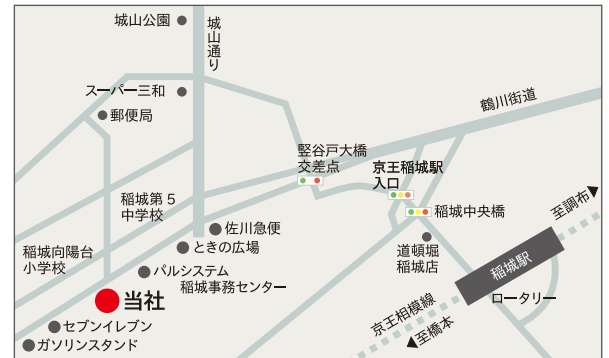 城山公園
城山通り
スーパー三和
郵便局
鶴川街道
竪谷戸大橋
交差点
京王稲城駅
入口
稲城第5
中学校
稲城中央橋
至調布
佐川急便
ときの広場
稲城向陽台
小学校
道頓堀
稲城店
稲城駅
パルシステム
稲城事務センター
当社
ロータリー
京王相模線
至橋本
セブンイレブン
ガソリンスタンド